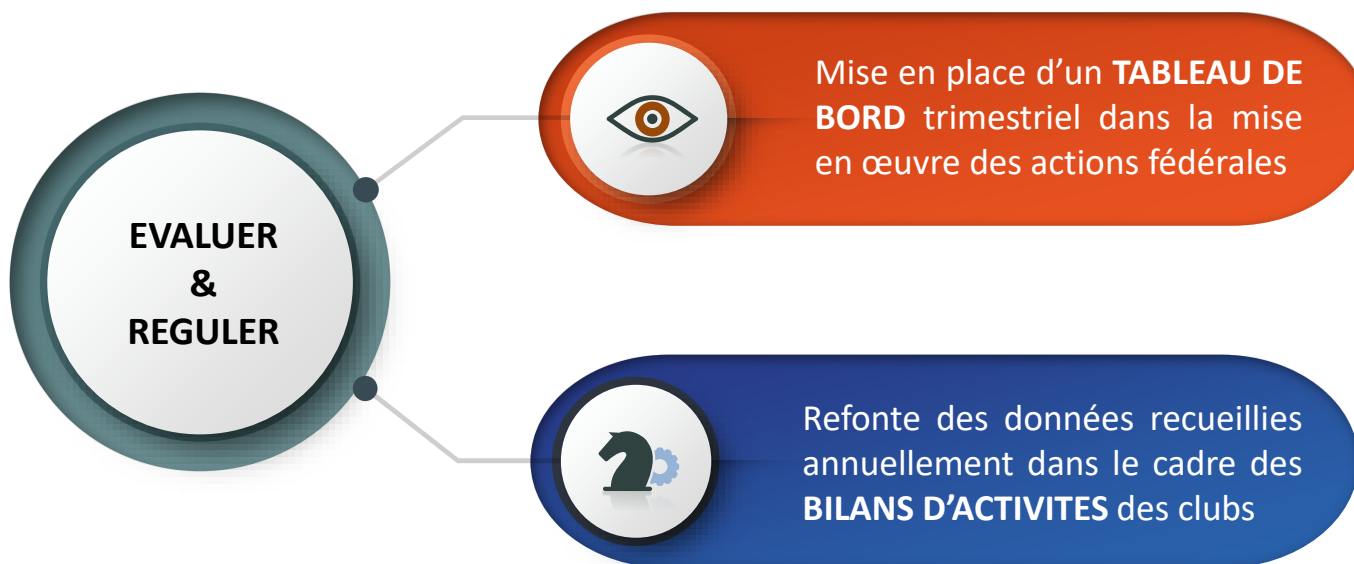 EVALUER
&
REGULER
Mise en place d’un TABLEAU DE
BORD trimestriel dans la mise
en œuvre des actions fédérales
Refonte des données recueillies
annuellement dans le cadre des
BILANS D’ACTIVITES des clubs